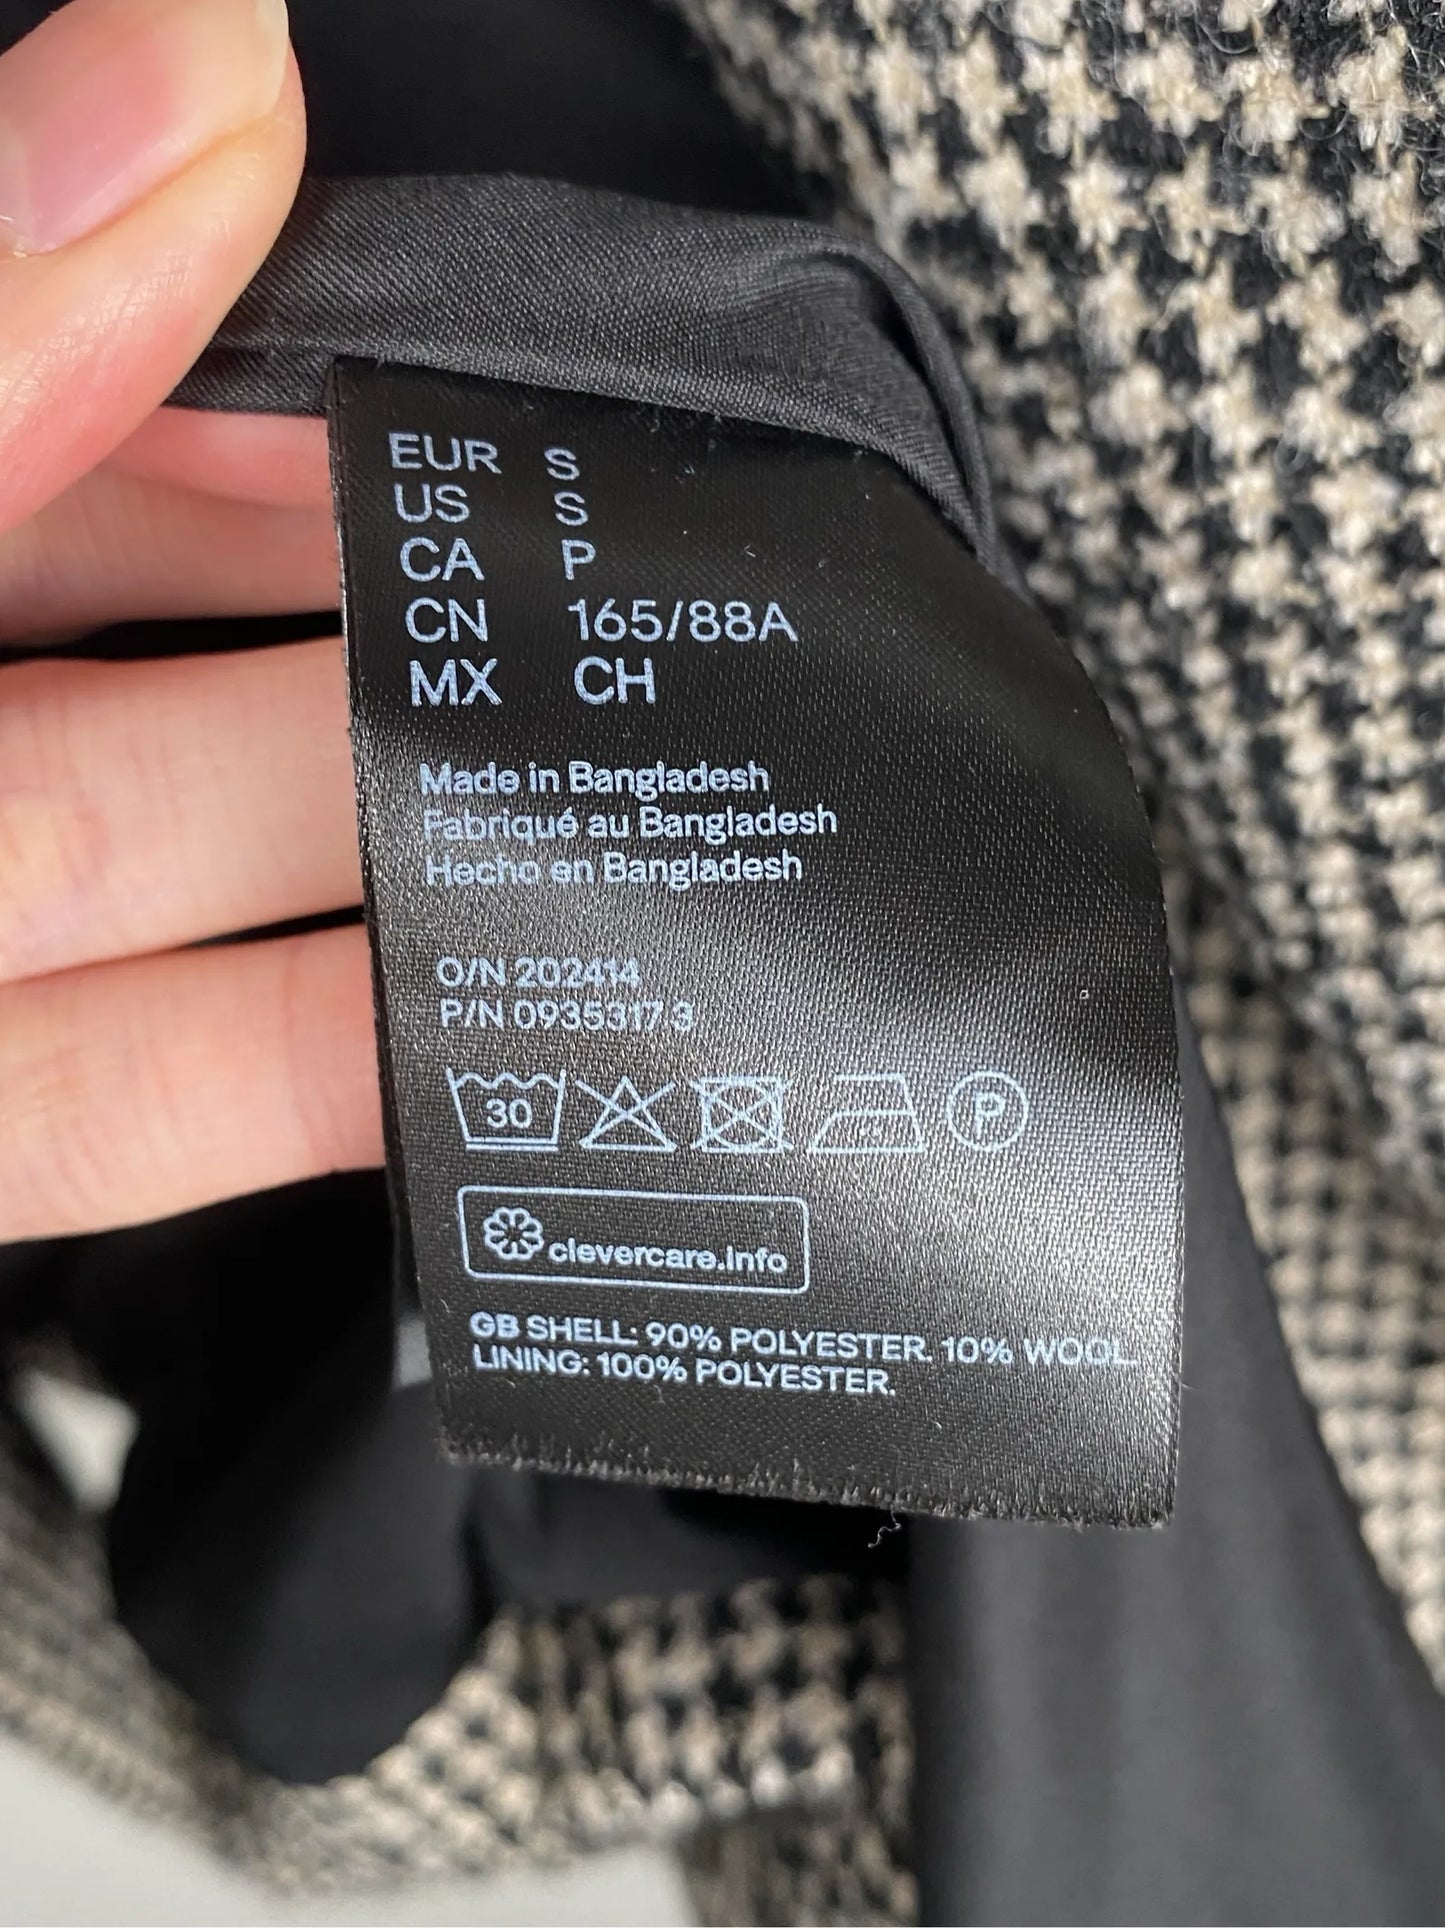 EUR S
US S
CA P
CN 165/88A
MX CH
Made in Bangladesh
Fabriqué au Bangladesh
Hecho en Bangladesh
O/N 202414
P/N 0935317 3
30
P
clevercare.info
GB SHELL: 90% POLYESTER. 10% WOOL
LINING: 100% POLYESTER.